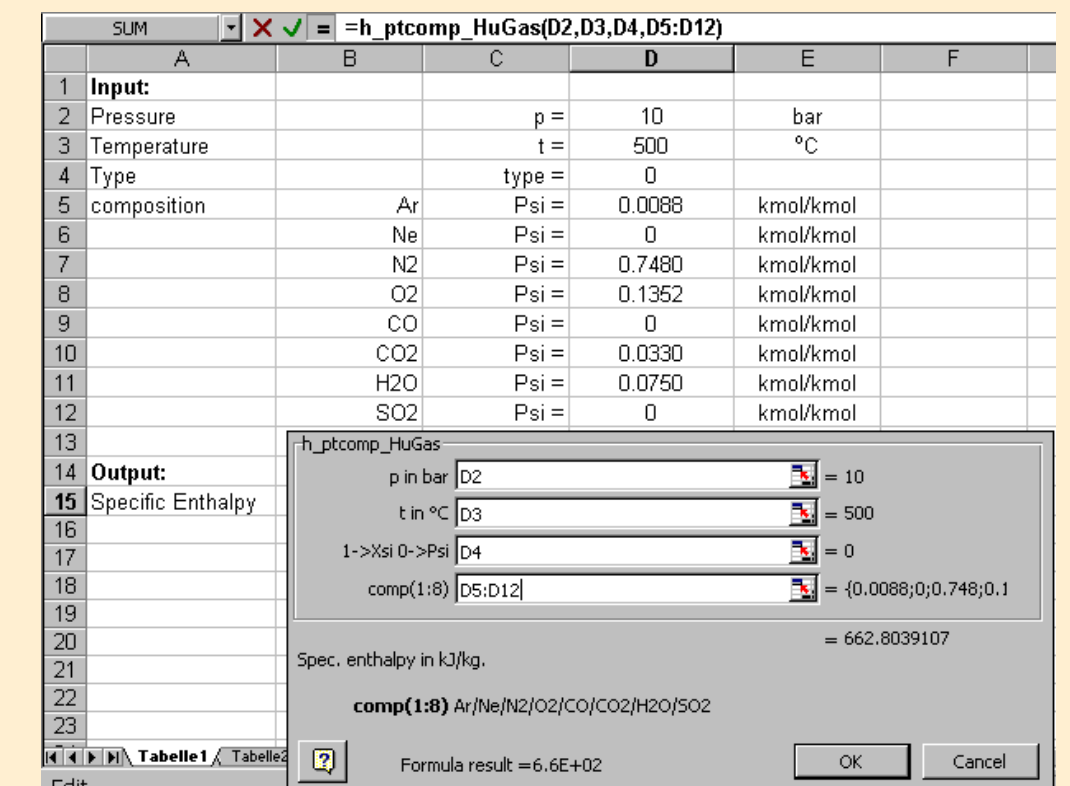 SUM =h_ptcomp_HuGas(D2,D3,D4,D5:D12)
A B C D E F
1 Input:
2 Pressure p = 10 bar
3 Temperature t = 500 °C
4 Type type = 0
5 composition Ar Psi = 0.0088 kmol/kmol
6 Ne Psi = 0 kmol/kmol
7 N2 Psi = 0.7480 kmol/kmol
8 O2 Psi = 0.1352 kmol/kmol
9 CO Psi = 0 kmol/kmol
10 CO2 Psi = 0.0330 kmol/kmol
11 H2O Psi = 0.0750 kmol/kmol
12 SO2 Psi = 0 kmol/kmol
13
14 Output:
15 Specific Enthalpy
16
17
18
19
20
21
22
23
h_ptcomp_HuGas
p in bar D2 = 10
t in °C D3 = 500
1->Xsi 0->Psi D4 = 0
comp(1:8) D5:D12 = {0.0088;0;0.748;0.1
= 662.8039107
Spec. enthalpy in kJ/kg.
comp(1:8) Ar/Ne/N2/O2/CO/CO2/H2O/SO2
Formula result =6.6E+02 OK Cancel
Tabelle1 Tabelle2